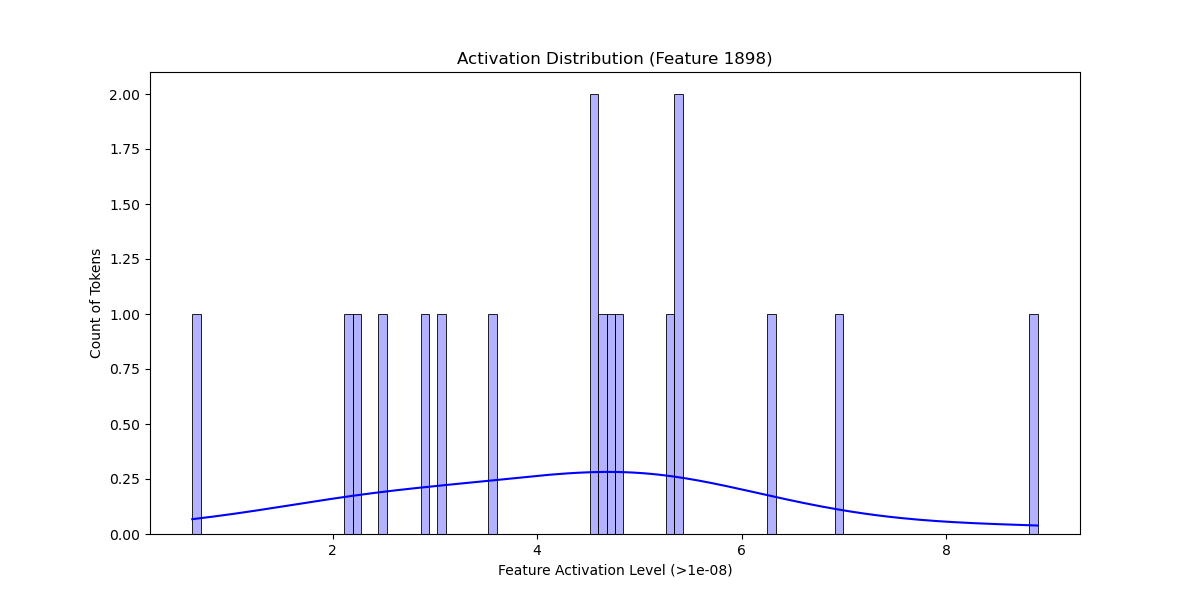 Activation Distribution (Feature 1898)
Count of Tokens
2.00
1.75
1.50
1.25
1.00
0.75
0.50
0.25
0.00
2 4 6 8
Feature Activation Level (>1e-08)